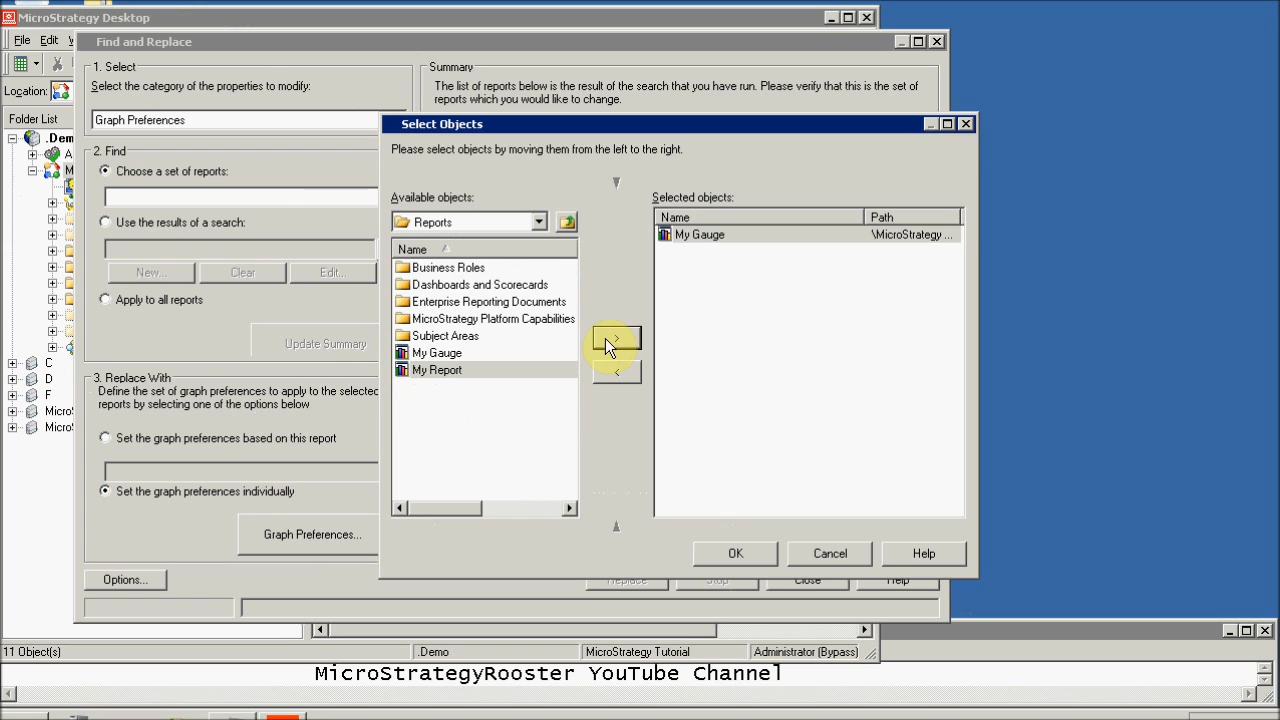 MicroStrategy Desktop
File Edit
Find and Replace
1. Select
Select the category of the properties to modify:
Graph Preferences
Summary
The list of reports below is the result of the search that you have run. Please verify that this is the set of
reports which you would like to change.
Location:
Folder List
.Demo
2. Find
Choose a set of reports:
Use the results of a search:
New... Clear Edit...
Apply to all reports
Update Summary
3. Replace With
Define the set of graph preferences to apply to the selected
reports by selecting one of the options below
Set the graph preferences based on this report
Set the graph preferences individually
Graph Preferences...
Options...
Replace Stop Close Help
C
D
F
Select Objects
Please select objects by moving them from the left to the right.
Available objects:
Reports
Name
Business Roles
Dashboards and Scorecards
Enterprise Reporting Documents
MicroStrategy Platform Capabilities
Subject Areas
My Gauge
My Report
>
<
Selected objects:
Name Path
My Gauge \MicroStrategy ...
OK Cancel Help
11 Object(s) .Demo MicroStrategy Tutorial Administrator (Bypass)
MicroStrategyRooster YouTube Channel